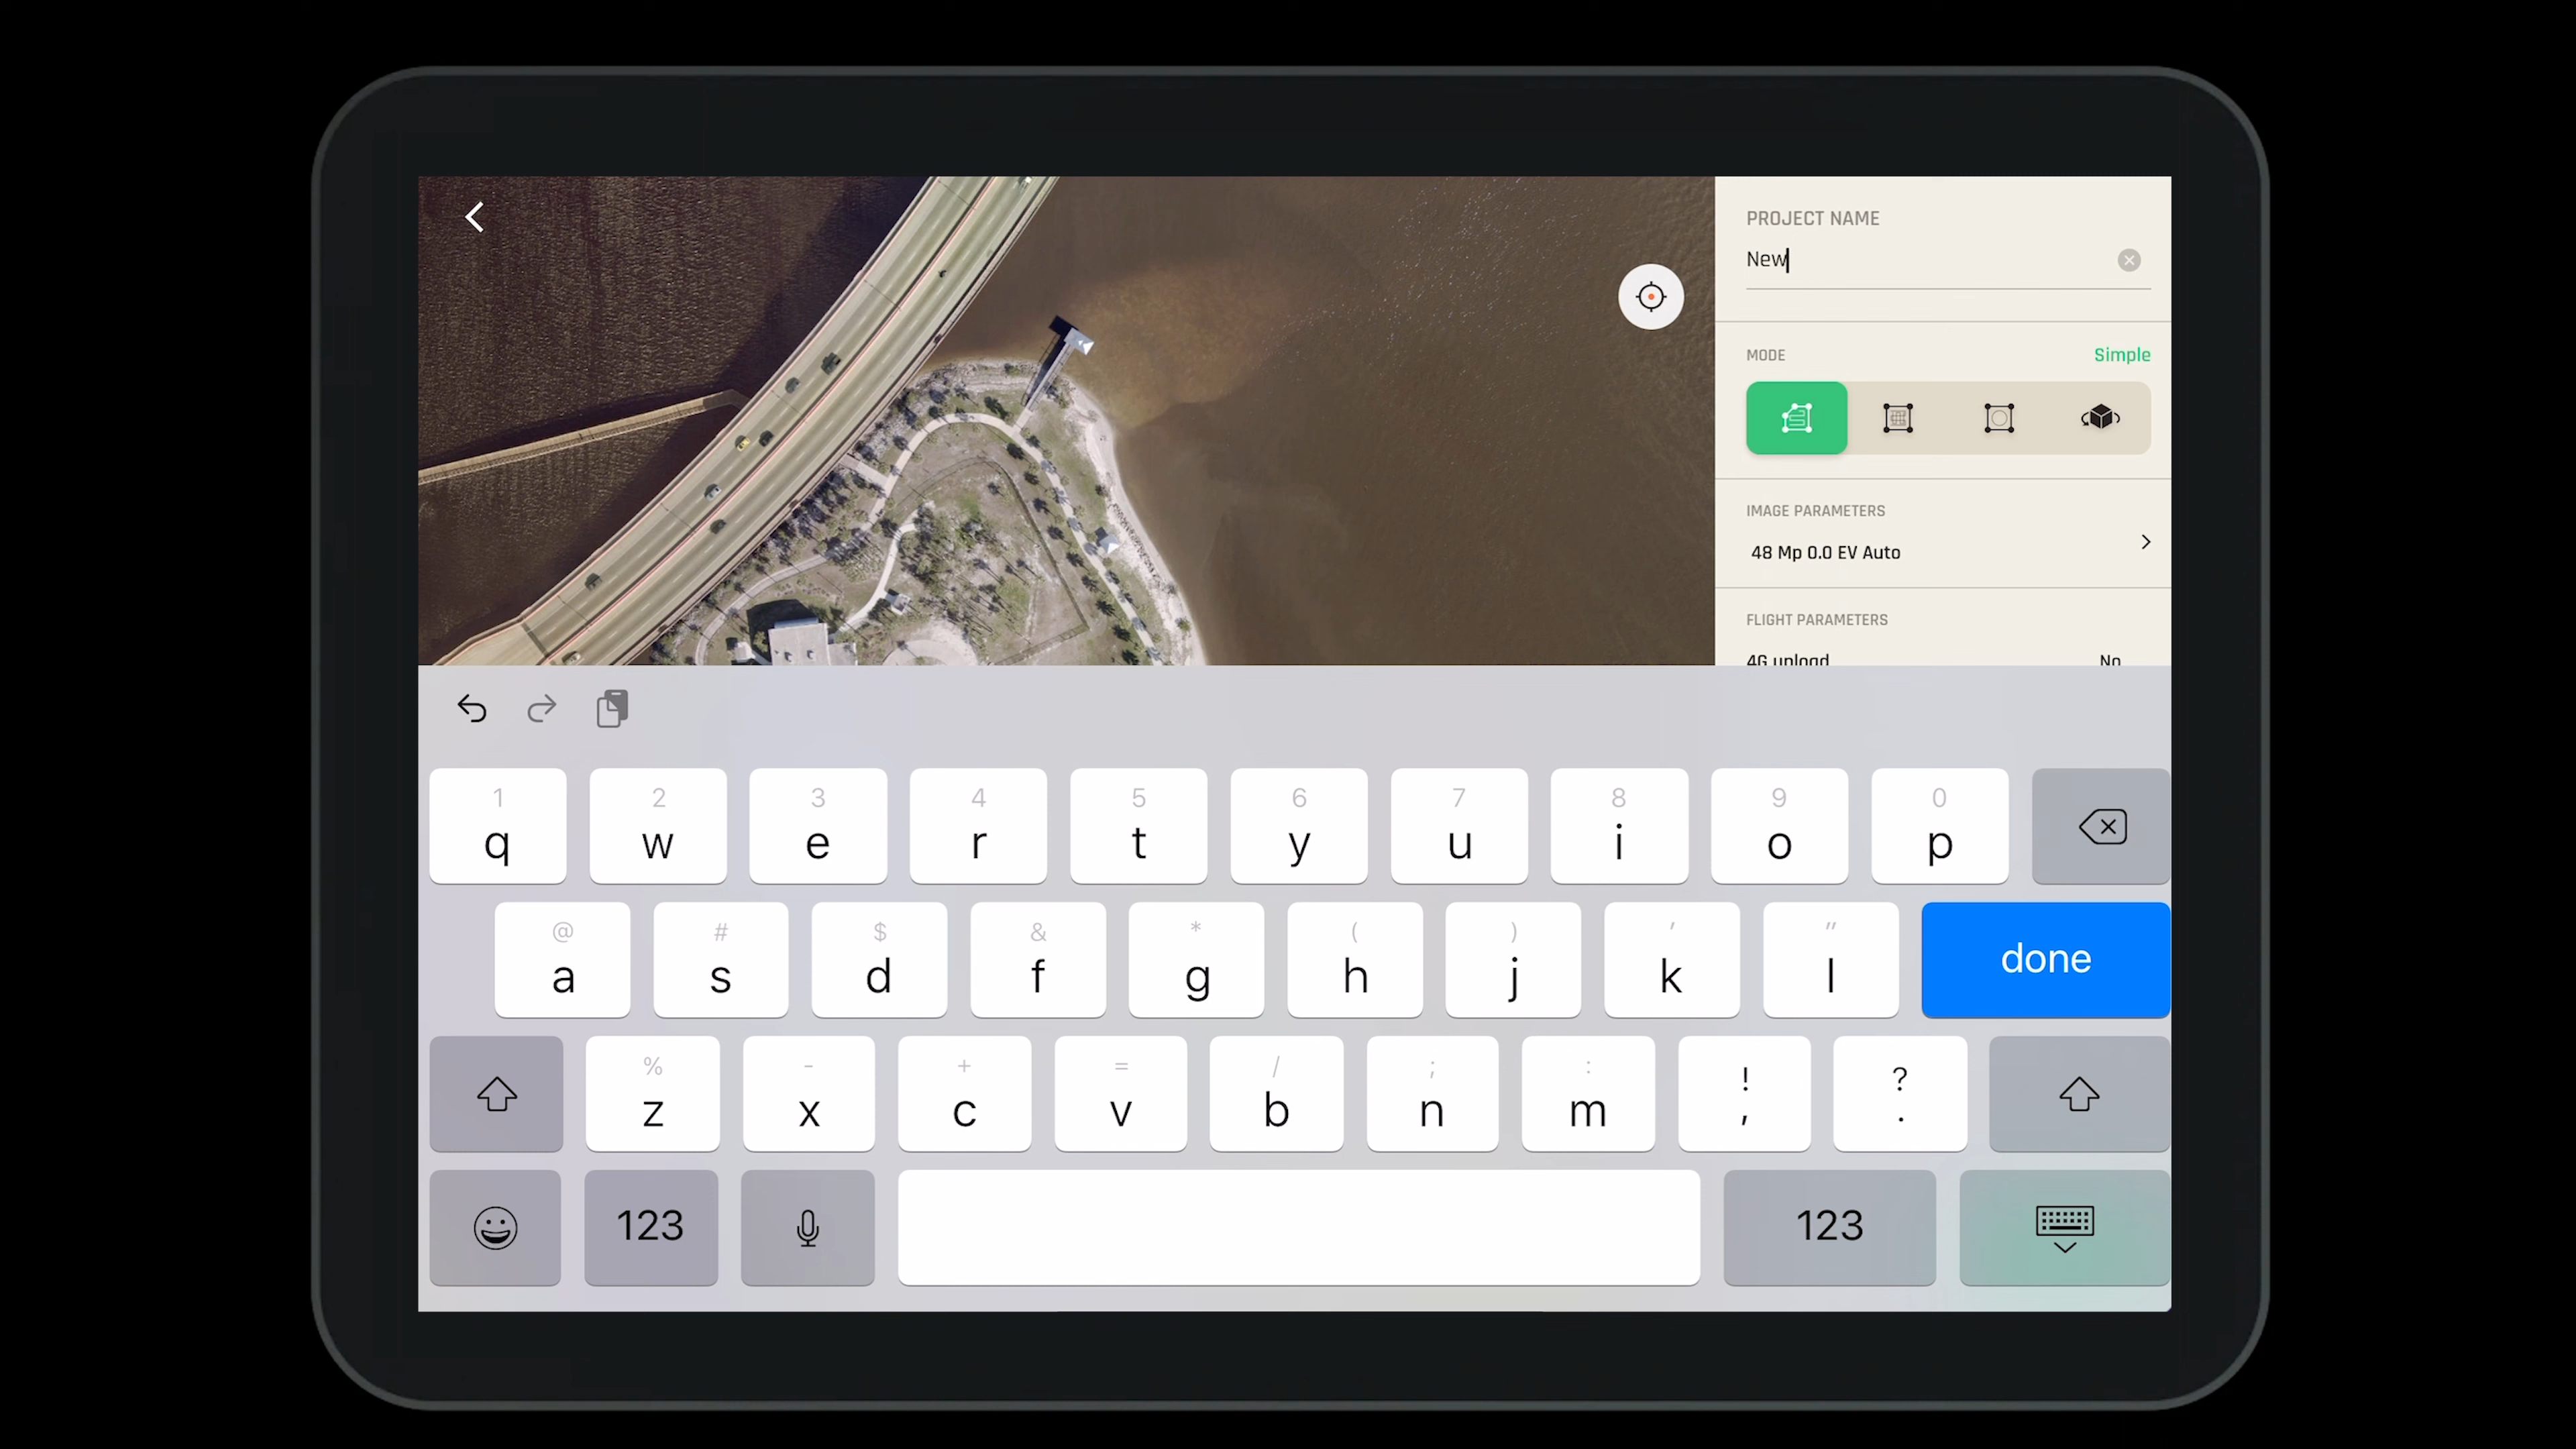 PROJECT NAME
New
MODE Simple
IMAGE PARAMETERS
48 Mp 0.0 EV Auto
FLIGHT PARAMETERS
4G upload No
1 2 3 4 5 6 7 8 9 0
q w e r t y u i o p
@ # $ & * ( ) ' "
a s d f g h j k l done
% - + = / ; : ! ?
z x c v b n m , .
123 123